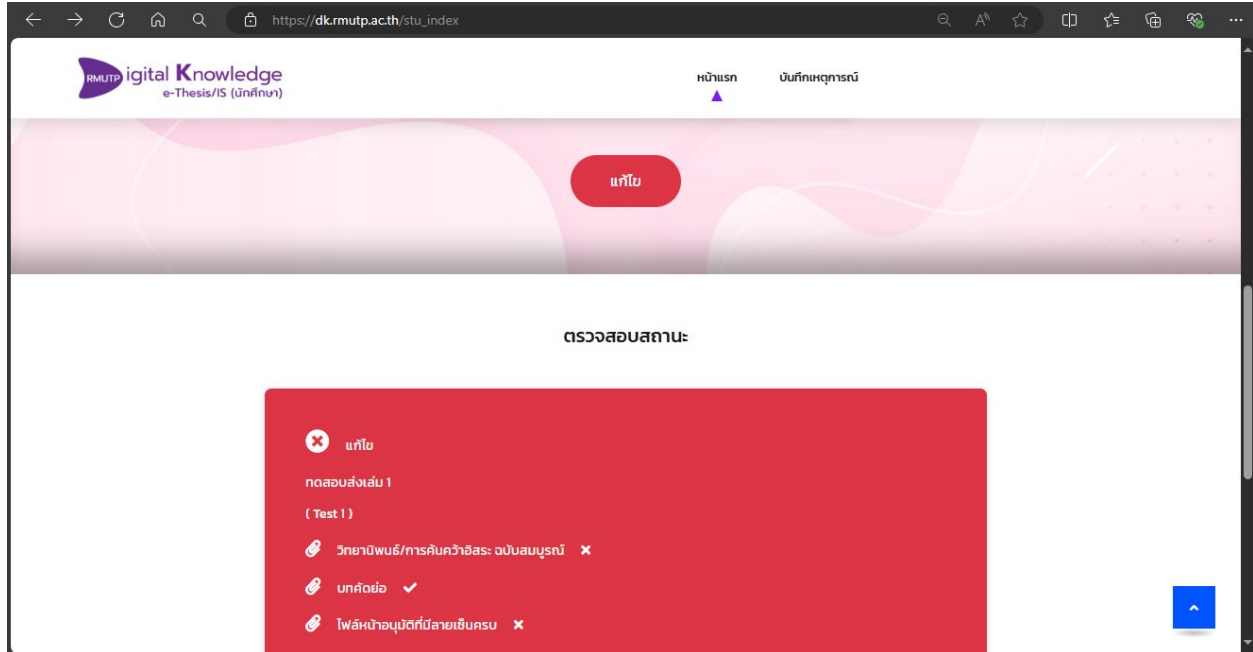 https://dk.rmutp.ac.th/stu_index
RMUTP igital Knowledge
e-Thesis/IS (นักศึกษา)
หน้าแรก บันทึกเหตุการณ์
แก้ไข
ตรวจสอบสถานะ
แก้ไข
ทดสอบส่งเล่ม 1
( Test 1 )
วิทยานิพนธ์/การค้นคว้าอิสระ ฉบับสมบูรณ์
บทคัดย่อ
ไฟล์หน้าอนุมัติที่มีลายเซ็นครบ